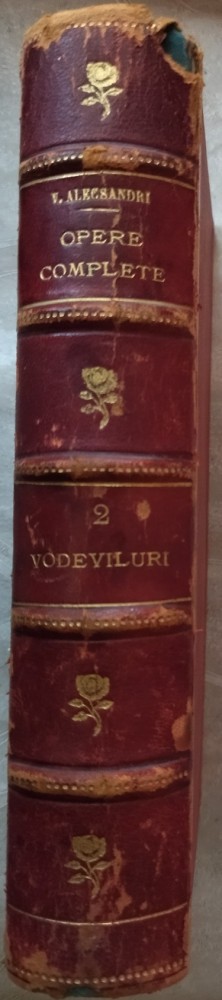 V. ALECSANDRI
OPERE
COMPLETE
2
VODEVILURI